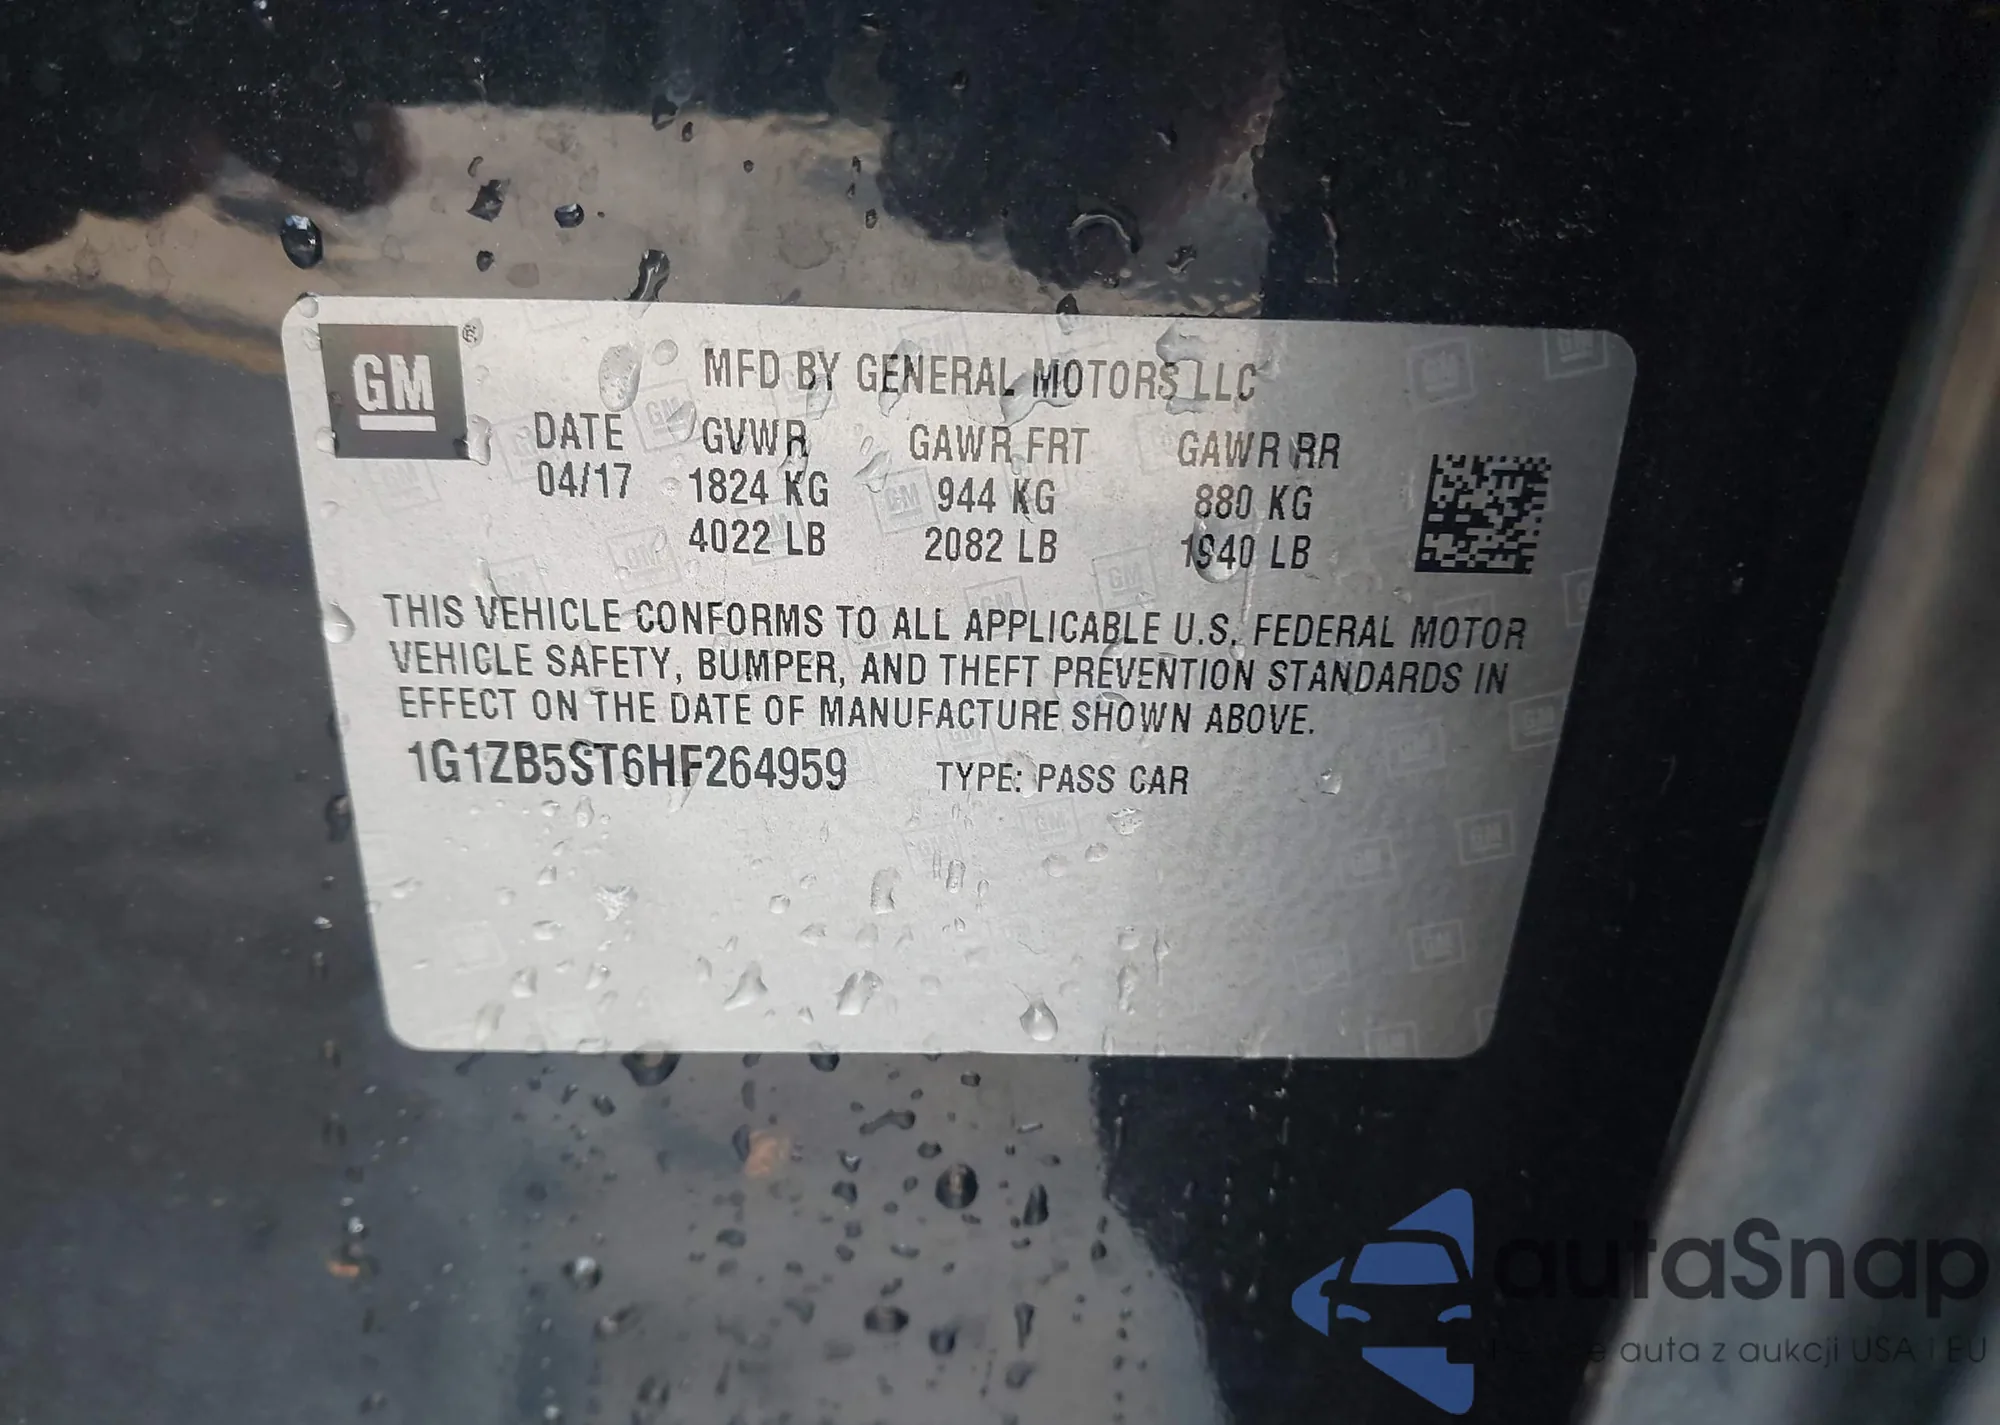 GM ®
MFD BY GENERAL MOTORS LLC
DATE GVWR GAWR FRT GAWR RR
04/17 1824 KG 944 KG 880 KG
4022 LB 2082 LB 1940 LB
THIS VEHICLE CONFORMS TO ALL APPLICABLE U.S. FEDERAL MOTOR
VEHICLE SAFETY, BUMPER, AND THEFT PREVENTION STANDARDS IN
EFFECT ON THE DATE OF MANUFACTURE SHOWN ABOVE.
1G1ZB5ST6HF264959 TYPE: PASS CAR
autaSnap
auta z aukcji USA i EU